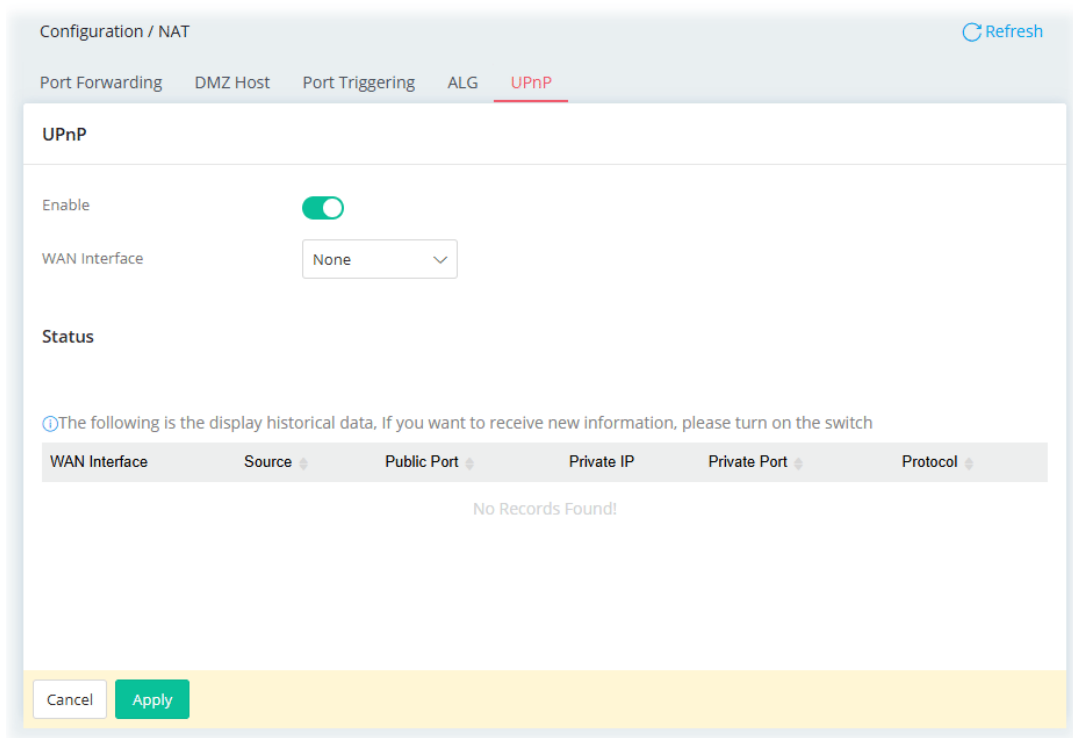 Configuration / NAT
Refresh
Port Forwarding DMZ Host Port Triggering ALG UPnP
UPnP
Enable
WAN Interface None
Status
The following is the display historical data, If you want to receive new information, please turn on the switch
WAN Interface Source Public Port Private IP Private Port Protocol
No Records Found!
Cancel Apply